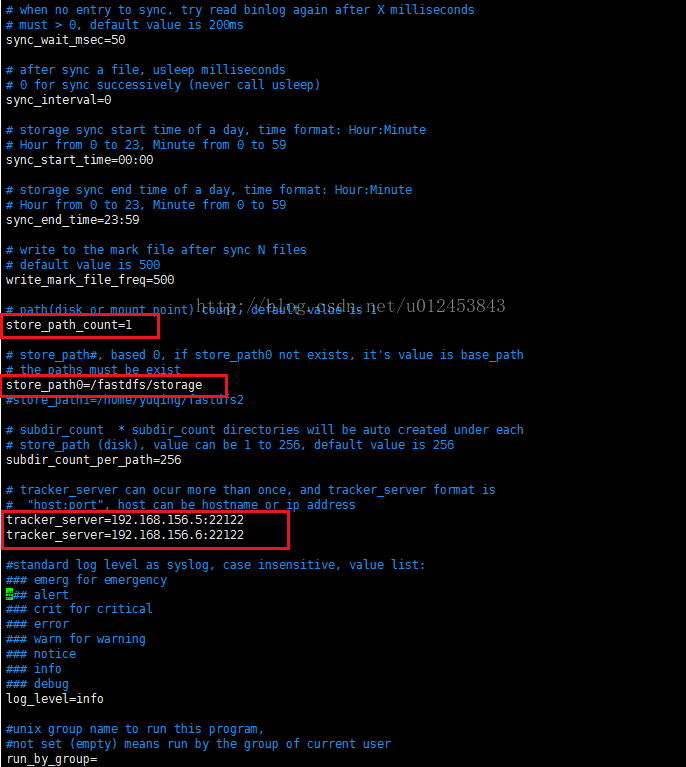 # when no entry to sync, try read binlog again after X milliseconds
# must > 0, default value is 200ms
sync_wait_msec=50
# after sync a file, usleep milliseconds
# 0 for sync successively (never call usleep)
sync_interval=0
# storage sync start time of a day, time format: Hour:Minute
# Hour from 0 to 23, Minute from 0 to 59
sync_start_time=00:00
# storage sync end time of a day, time format: Hour:Minute
# Hour from 0 to 23, Minute from 0 to 59
sync_end_time=23:59
# write to the mark file after sync N files
# default value is 500
write_mark_file_freq=500
http://blog.csdn.net/u012453843
# path(disk or mount point) count, default value is 1
store_path_count=1
# store_path#, based 0, if store_path0 not exists, it's value is base_path
# the paths must be exist
store_path0=/fastdfs/storage
#store_path1=/home/yuqing/fastdfs2
# subdir_count  * subdir_count directories will be auto created under each
# store_path (disk), value can be 1 to 256, default value is 256
subdir_count_per_path=256
# tracker_server can ocur more than once, and tracker_server format is
#  "host:port", host can be hostname or ip address
tracker_server=192.168.156.5:22122
tracker_server=192.168.156.6:22122
#standard log level as syslog, case insensitive, value list:
### emerg for emergency
### alert
### crit for critical
### error
### warn for warning
### notice
### info
### debug
log_level=info
#unix group name to run this program,
#not set (empty) means run by the group of current user
run_by_group=